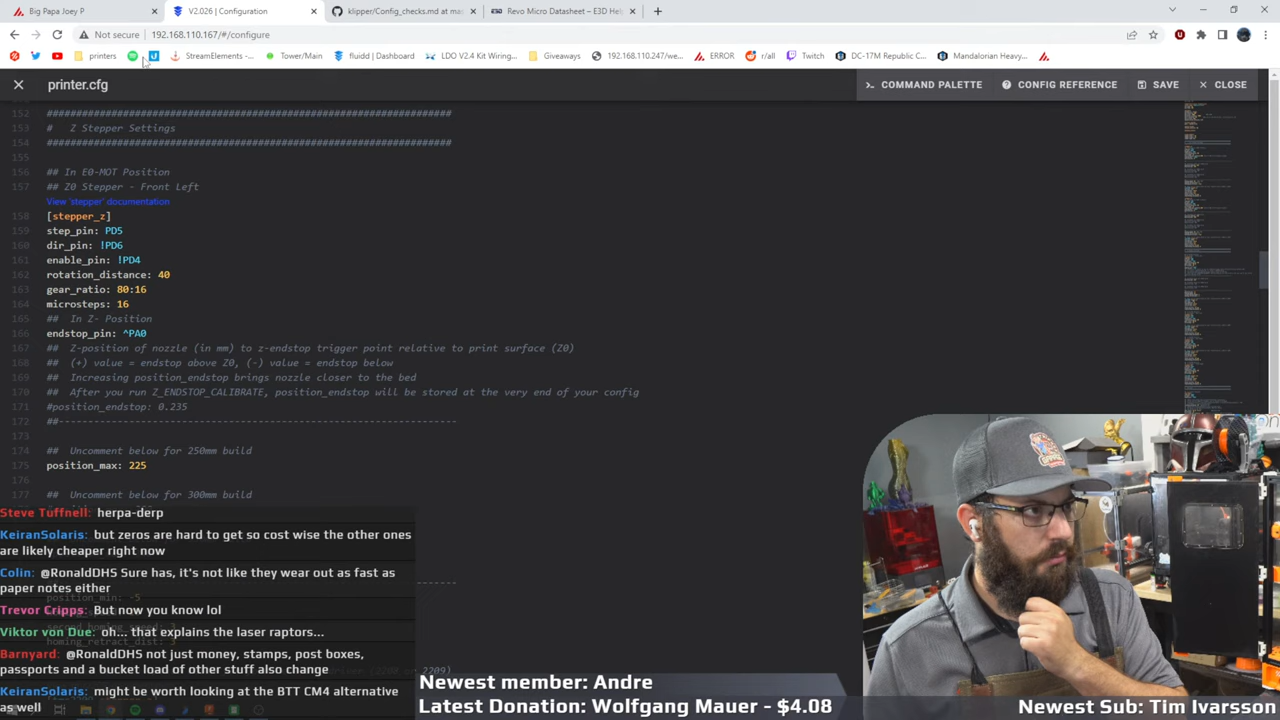 Big Papa Joey P
V2.026 | Configuration
klipper/Config_checks.md at mas
Revo Micro Datasheet – E3D Hel
Not secure | 192.168.110.167/#/configure
printers
StreamElements -...
Tower/Main
fluidd | Dashboard
LDO V2.4 Kit Wiring...
Giveaways
192.168.110.247/we...
ERROR
r/all
Twitch
DC-17M Republic C...
Mandalorian Heavy...
printer.cfg
COMMAND PALETTE
CONFIG REFERENCE
SAVE
CLOSE
152 #####################################################################
153 #   Z Stepper Settings
154 #####################################################################
155
156 ## In E0-MOT Position
157 ## Z0 Stepper - Front Left
View 'stepper' documentation
158 [stepper_z]
159 step_pin: PD5
160 dir_pin: !PD6
161 enable_pin: !PD4
162 rotation_distance: 40
163 gear_ratio: 80:16
164 microsteps: 16
165 ##  In Z- Position
166 endstop_pin: ^PA0
167 ##  Z-position of nozzle (in mm) to z-endstop trigger point relative to print surface (Z0)
168 ##  (+) value = endstop above Z0, (-) value = endstop below
169 ##  Increasing position_endstop brings nozzle closer to the bed
170 ##  After you run Z_ENDSTOP_CALIBRATE, position_endstop will be stored at the very end of your config
171 #position_endstop: 0.235
172 ##--------------------------------------------------------------------
173
174 ##  Uncomment below for 250mm build
175 position_max: 225
176
177 ##  Uncomment below for 300mm build
Steve Tuffnell: herpa-derp
KeiranSolaris: but zeros are hard to get so cost wise the other ones
are likely cheaper right now
Colin: @RonaldDHS Sure has, it's not like they wear out as fast as
paper notes either
position_min: -5
Trevor Cripps: But now you know lol
second_homing_speed: 3
Viktor von Due: oh... that explains the laser raptors...
homing_retract_dist: 3
Barnyard: @RonaldDHS not just money, stamps, post boxes,
passports and a bucket load of other stuff also change
2209)
KeiranSolaris: might be worth looking at the BTT CM4 alternative
as well
Newest member: Andre
Latest Donation: Wolfgang Mauer - $4.08
Newest Sub: Tim Ivarsson